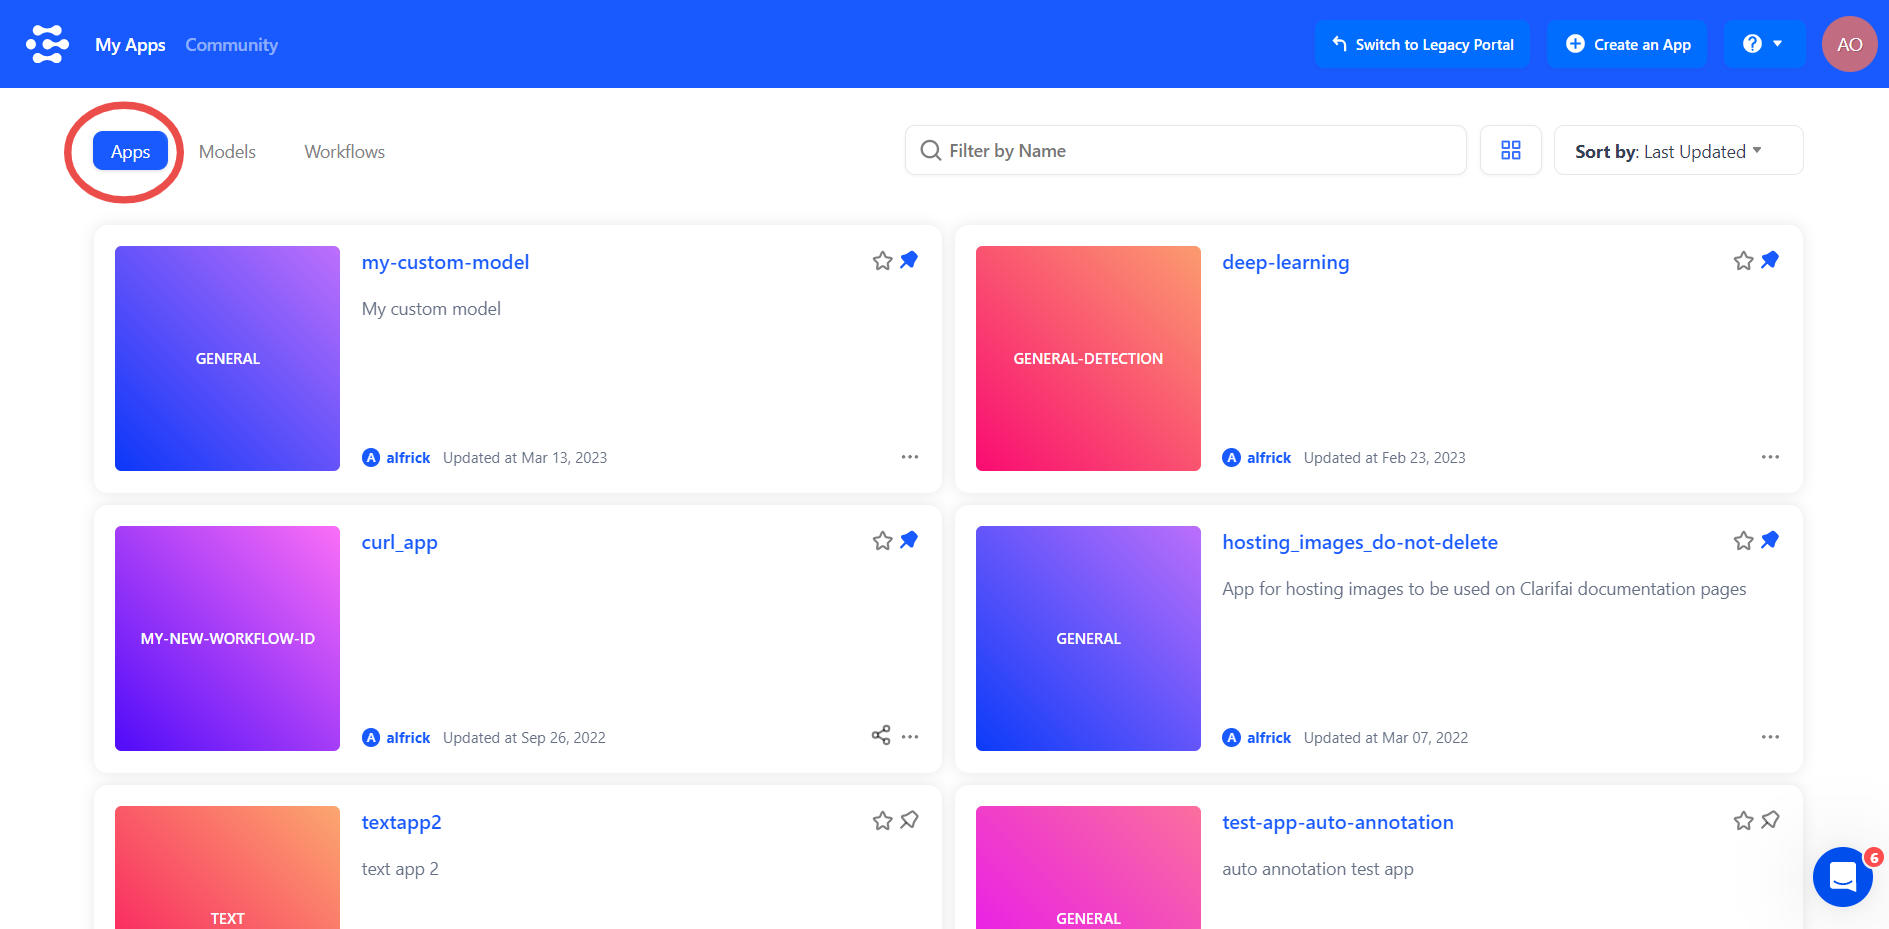 My Apps Community Switch to Legacy Portal Create an App ? AO
Apps Models Workflows Filter by Name Sort by: Last Updated
my-custom-model
My custom model
GENERAL
A alfrick Updated at Mar 13, 2023
deep-learning
GENERAL-DETECTION
A alfrick Updated at Feb 23, 2023
curl_app
MY-NEW-WORKFLOW-ID
A alfrick Updated at Sep 26, 2022
hosting_images_do-not-delete
App for hosting images to be used on Clarifai documentation pages
GENERAL
A alfrick Updated at Mar 07, 2022
textapp2
text app 2
TEXT
test-app-auto-annotation
auto annotation test app
GENERAL
6